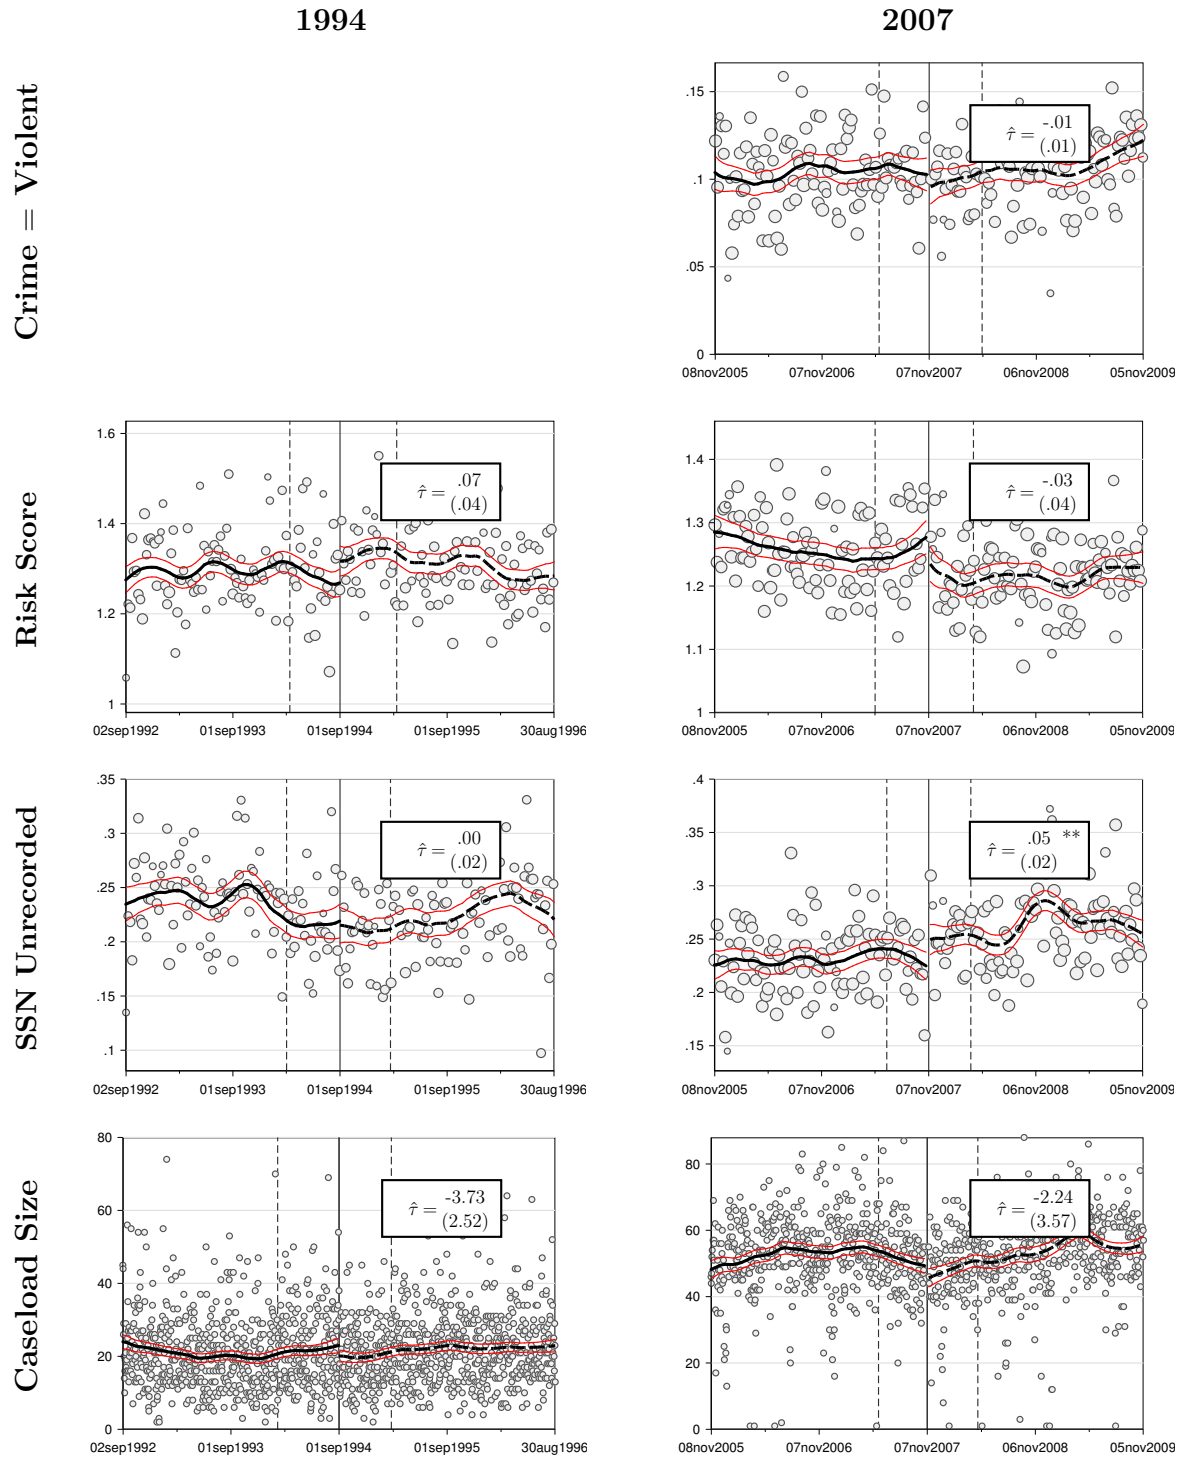 1994 2007
Crime = Violent
.15
.1
.05
0
τ̂ = -.01
(.01)
08nov2005 07nov2006 07nov2007 06nov2008 05nov2009
Risk Score
1.6
1.4
1.2
1
τ̂ = .07
(.04)
02sep1992 01sep1993 01sep1994 01sep1995 30aug1996
1.4
1.3
1.2
1.1
1
τ̂ = -.03
(.04)
08nov2005 07nov2006 07nov2007 06nov2008 05nov2009
SSN Unrecorded
.35
.3
.25
.2
.15
.1
τ̂ = .00
(.02)
02sep1992 01sep1993 01sep1994 01sep1995 30aug1996
.4
.35
.3
.25
.2
.15
τ̂ = .05 **
(.02)
08nov2005 07nov2006 07nov2007 06nov2008 05nov2009
Caseload Size
80
60
40
20
0
τ̂ = -3.73
(2.52)
02sep1992 01sep1993 01sep1994 01sep1995 30aug1996
80
60
40
20
0
τ̂ = -2.24
(3.57)
08nov2005 07nov2006 07nov2007 06nov2008 05nov2009